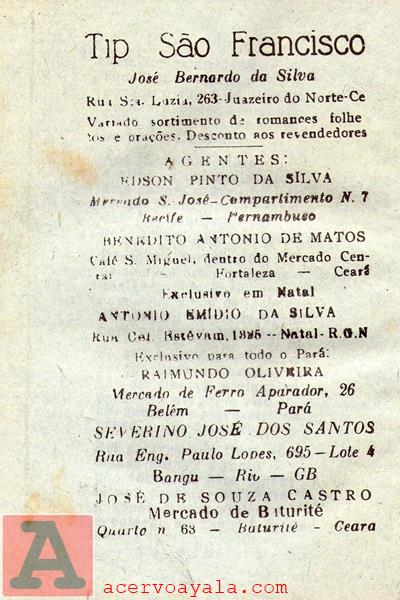 Tip São Francisco
José Bernardo da Silva
Rua Sta. Luzia, 263-Juazeiro do Norte-Ce
Variado sortimento de romances folhe
tos e orações. Desconto aos revendedores
AGENTES:
EDSON PINTO DA SILVA
Mercado S. José-Compartimento N. 7
Recife — Pernambuco
BENEDITO ANTONIO DE MATOS
Café S. Miguel, dentro do Mercado Cen-
tral — Fortaleza — Ceará
Exclusivo em Natal
ANTONIO EMÍDIO DA SILVA
Rua Cel. Estêvam, 1325 -- Natal- R.G.N
Exclusivo para todo o Pará:
RAIMUNDO OLIVEIRA
Mercado de Ferro Aparador, 26
Belém — Pará
SEVERINO JOSÉ DOS SANTOS
Rua Eng. Paulo Lopes, 695-Lote 4
Bangu — Rio — GB
JOSÉ DE SOUZA CASTRO
Mercado de Baturité
Quarto n. 63 — Baturité - Ceara
A
acervoayala.com